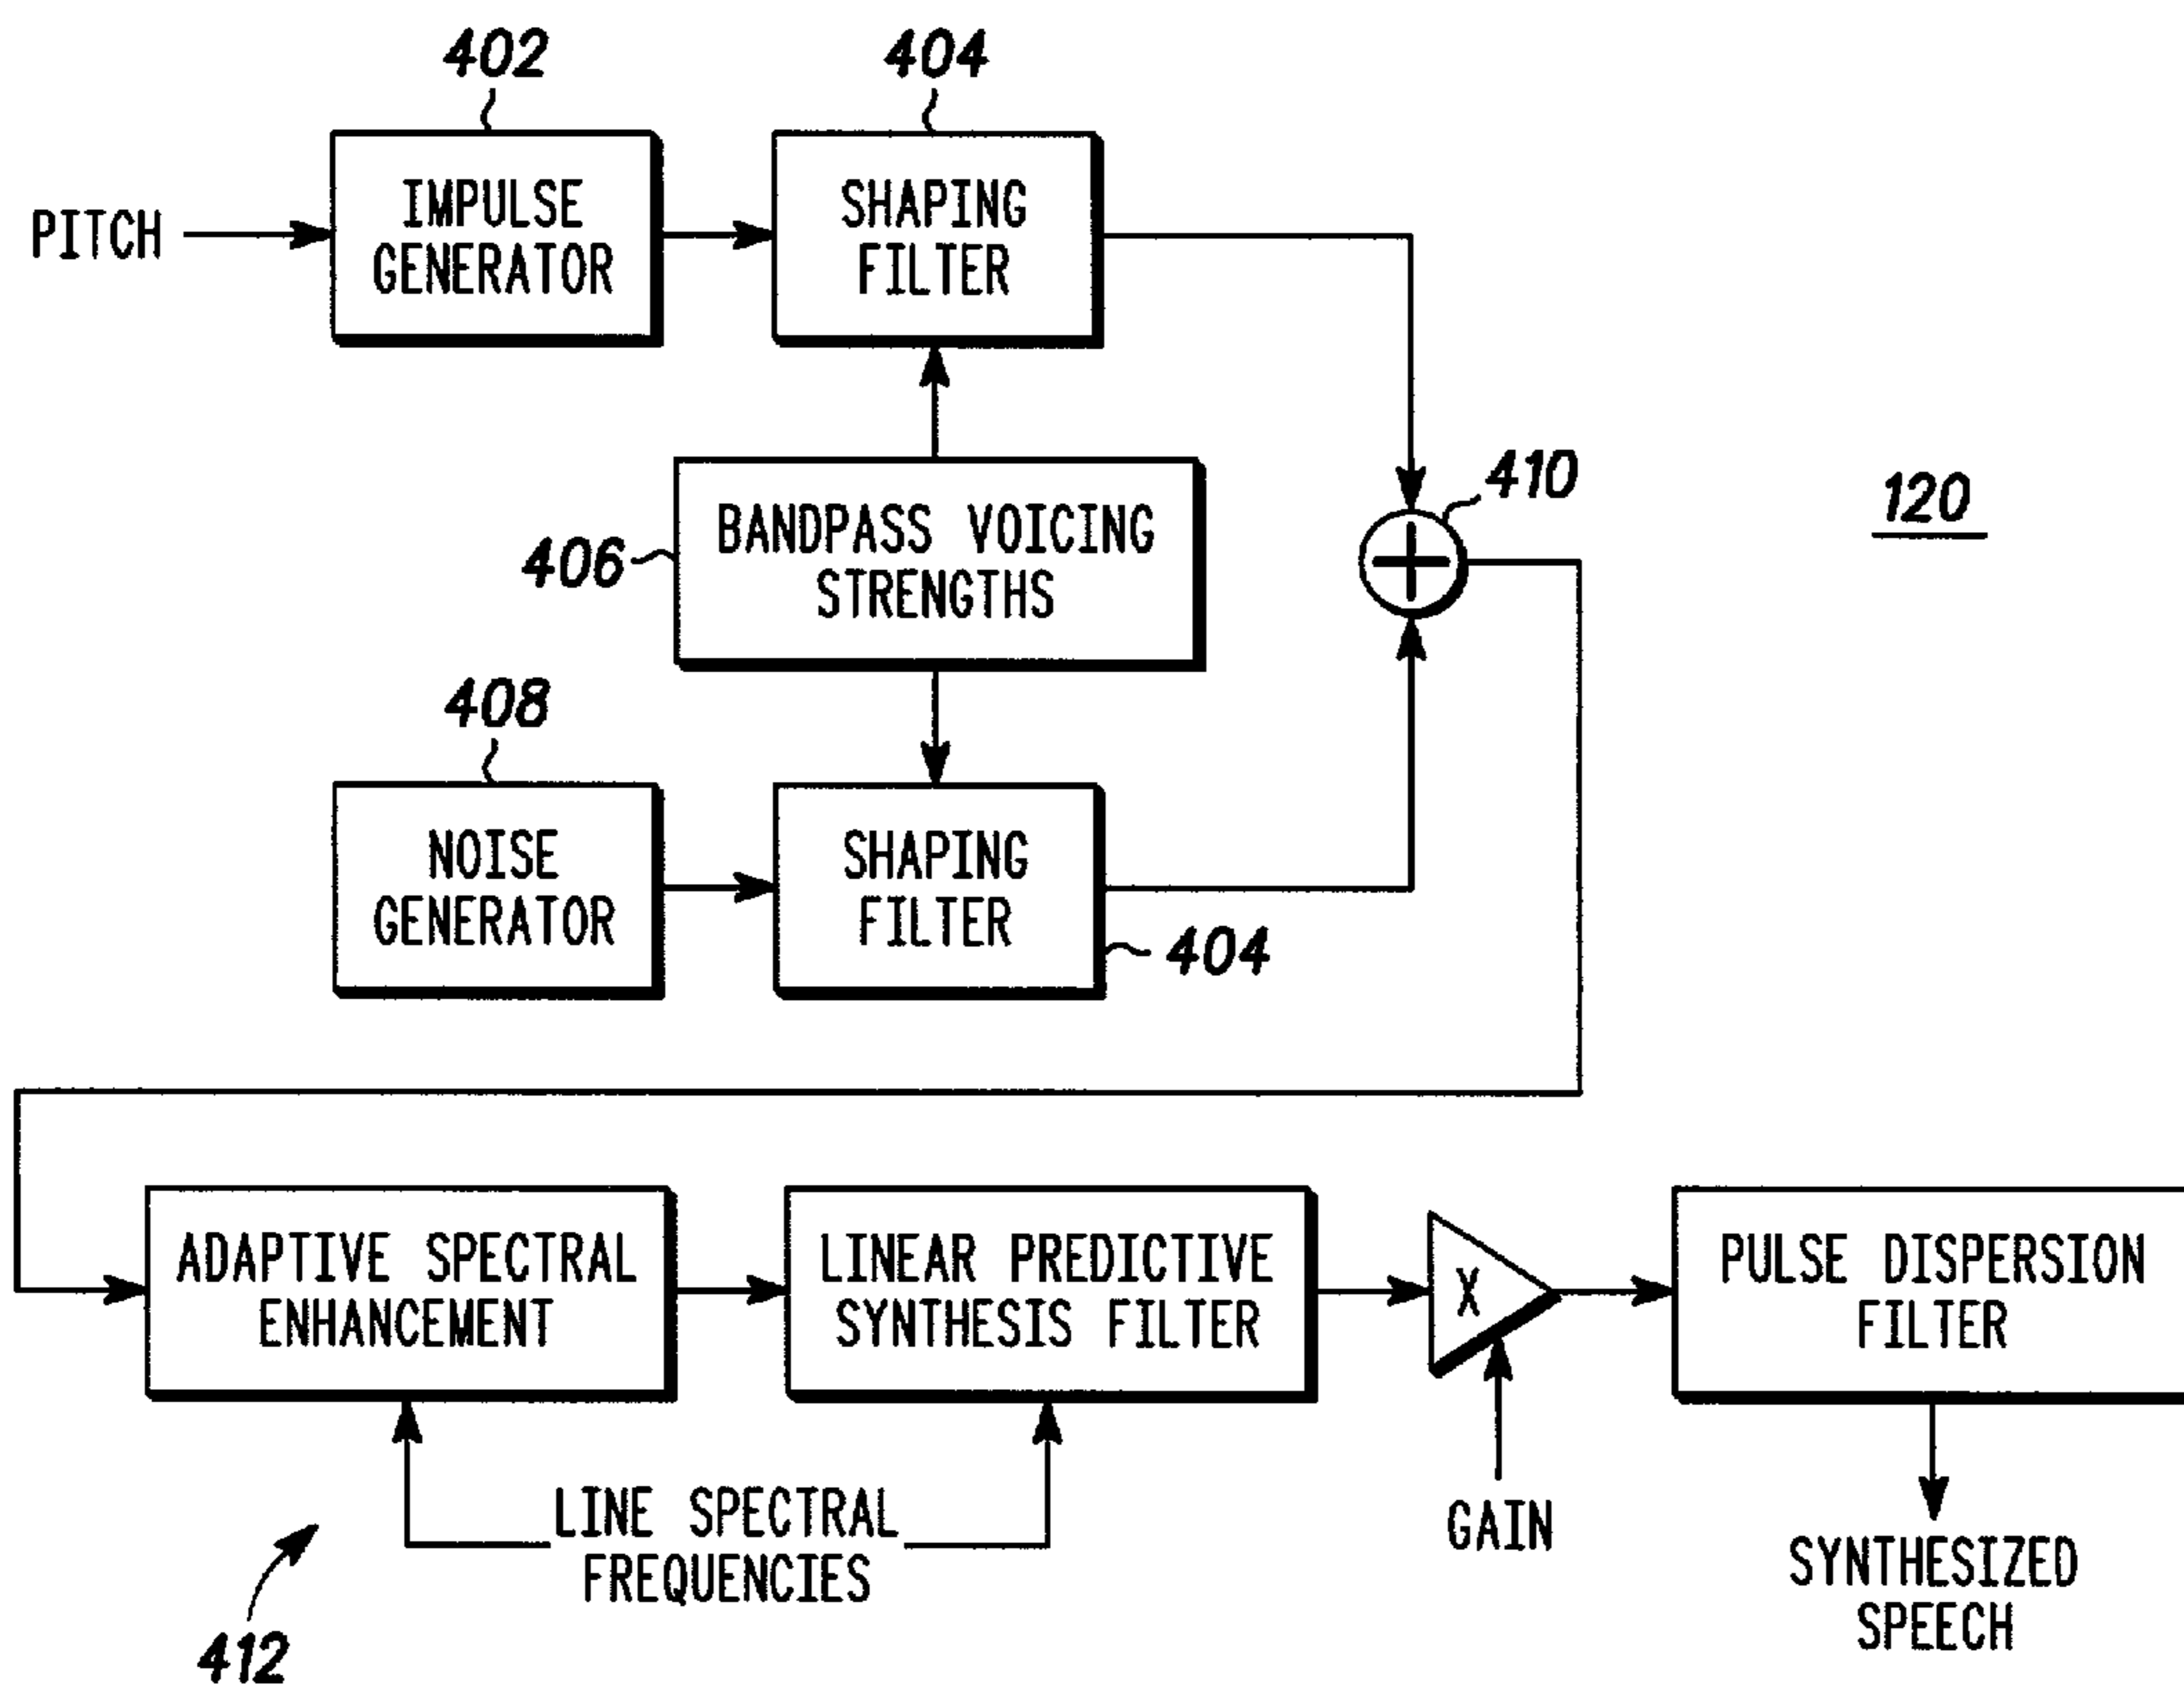 402
404
PITCH
IMPULSE
GENERATOR
SHAPING
FILTER
410
120
406
BANDPASS VOICING
STRENGTHS
408
NOISE
GENERATOR
SHAPING
FILTER
404
ADAPTIVE SPECTRAL
ENHANCEMENT
LINEAR PREDICTIVE
SYNTHESIS FILTER
X
PULSE DISPERSION
FILTER
LINE SPECTRAL
FREQUENCIES
GAIN
SYNTHESIZED
SPEECH
412